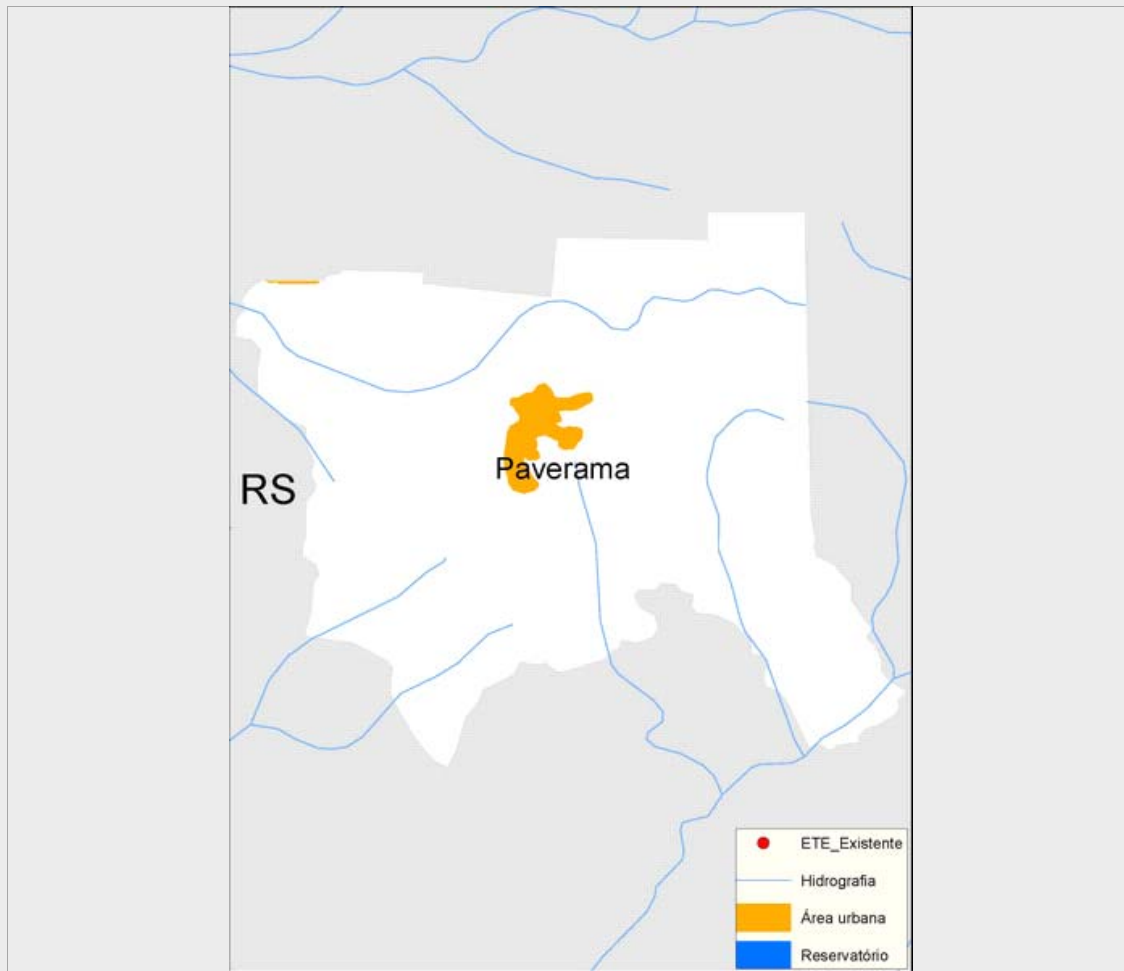 Paverama
RS
ETE_Existente
Hidrografia
Área urbana
Reservatório